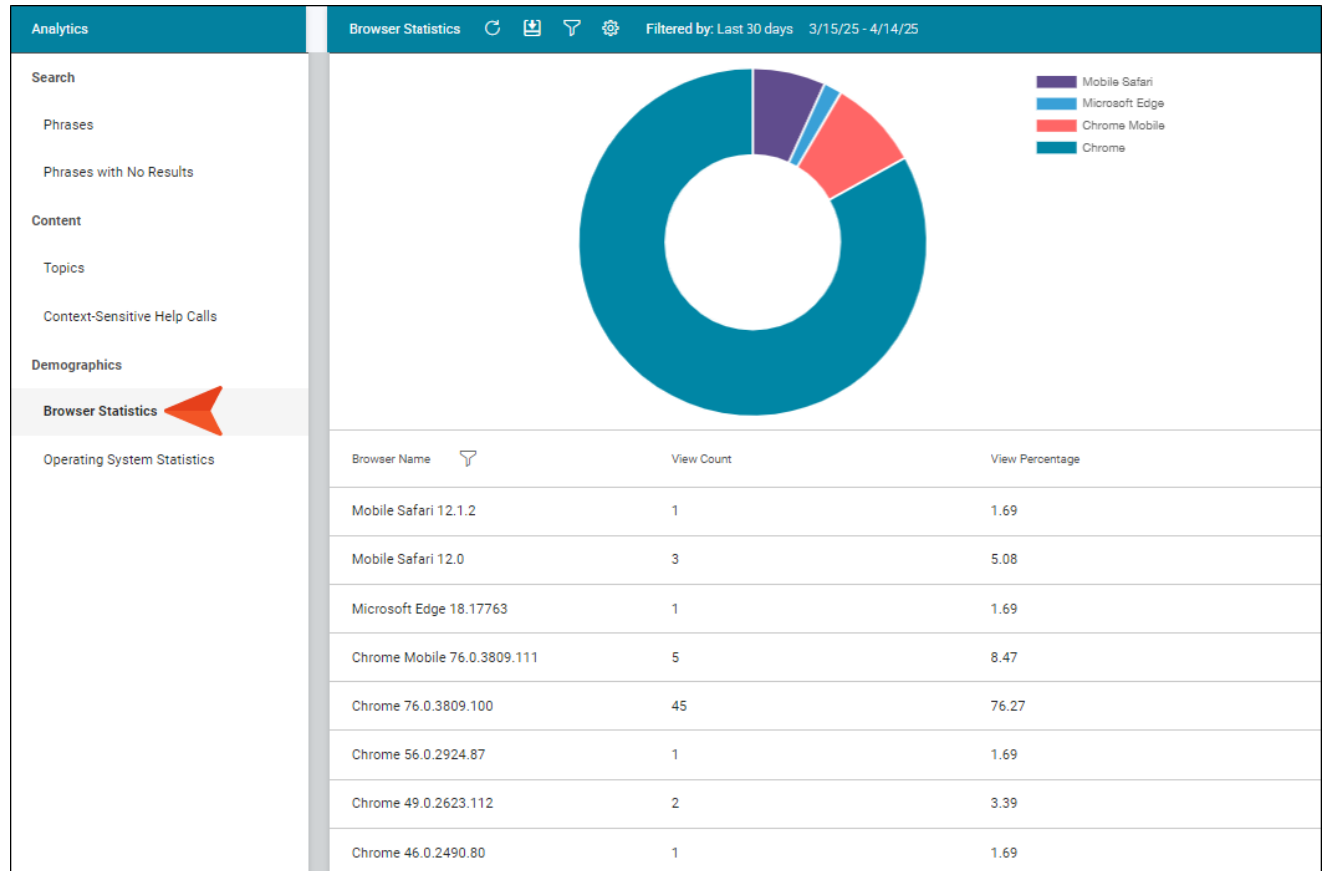 Analytics
Browser Statistics Filtered by: Last 30 days 3/15/25 - 4/14/25
Search
Phrases
Phrases with No Results
Content
Topics
Context-Sensitive Help Calls
Demographics
Browser Statistics
Operating System Statistics
Mobile Safari
Microsoft Edge
Chrome Mobile
Chrome
Browser Name View Count View Percentage
Mobile Safari 12.1.2 1 1.69
Mobile Safari 12.0 3 5.08
Microsoft Edge 18.17763 1 1.69
Chrome Mobile 76.0.3809.111 5 8.47
Chrome 76.0.3809.100 45 76.27
Chrome 56.0.2924.87 1 1.69
Chrome 49.0.2623.112 2 3.39
Chrome 46.0.2490.80 1 1.69